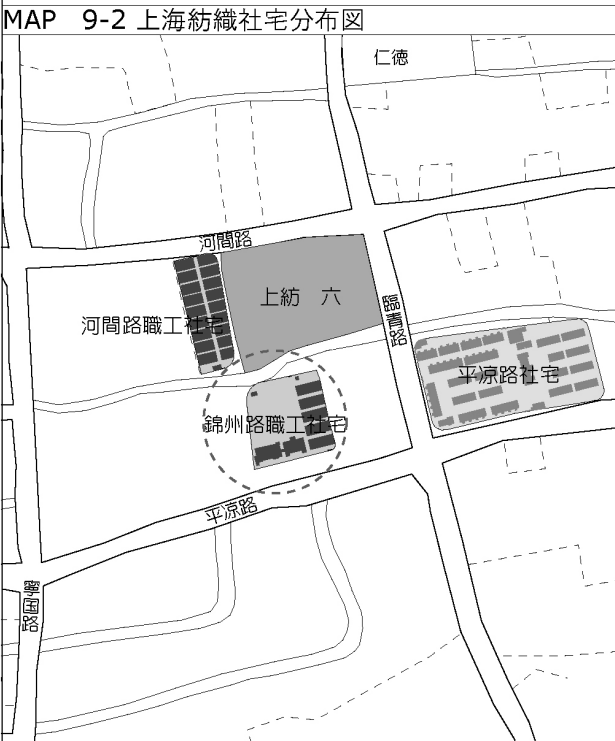 MAP 9-2 上海紡織社宅分布図
仁徳
河間路
上紡 六
臨青路
河間路職工社宅
平凉路社宅
錦州路職工社宅
平凉路
寧国路